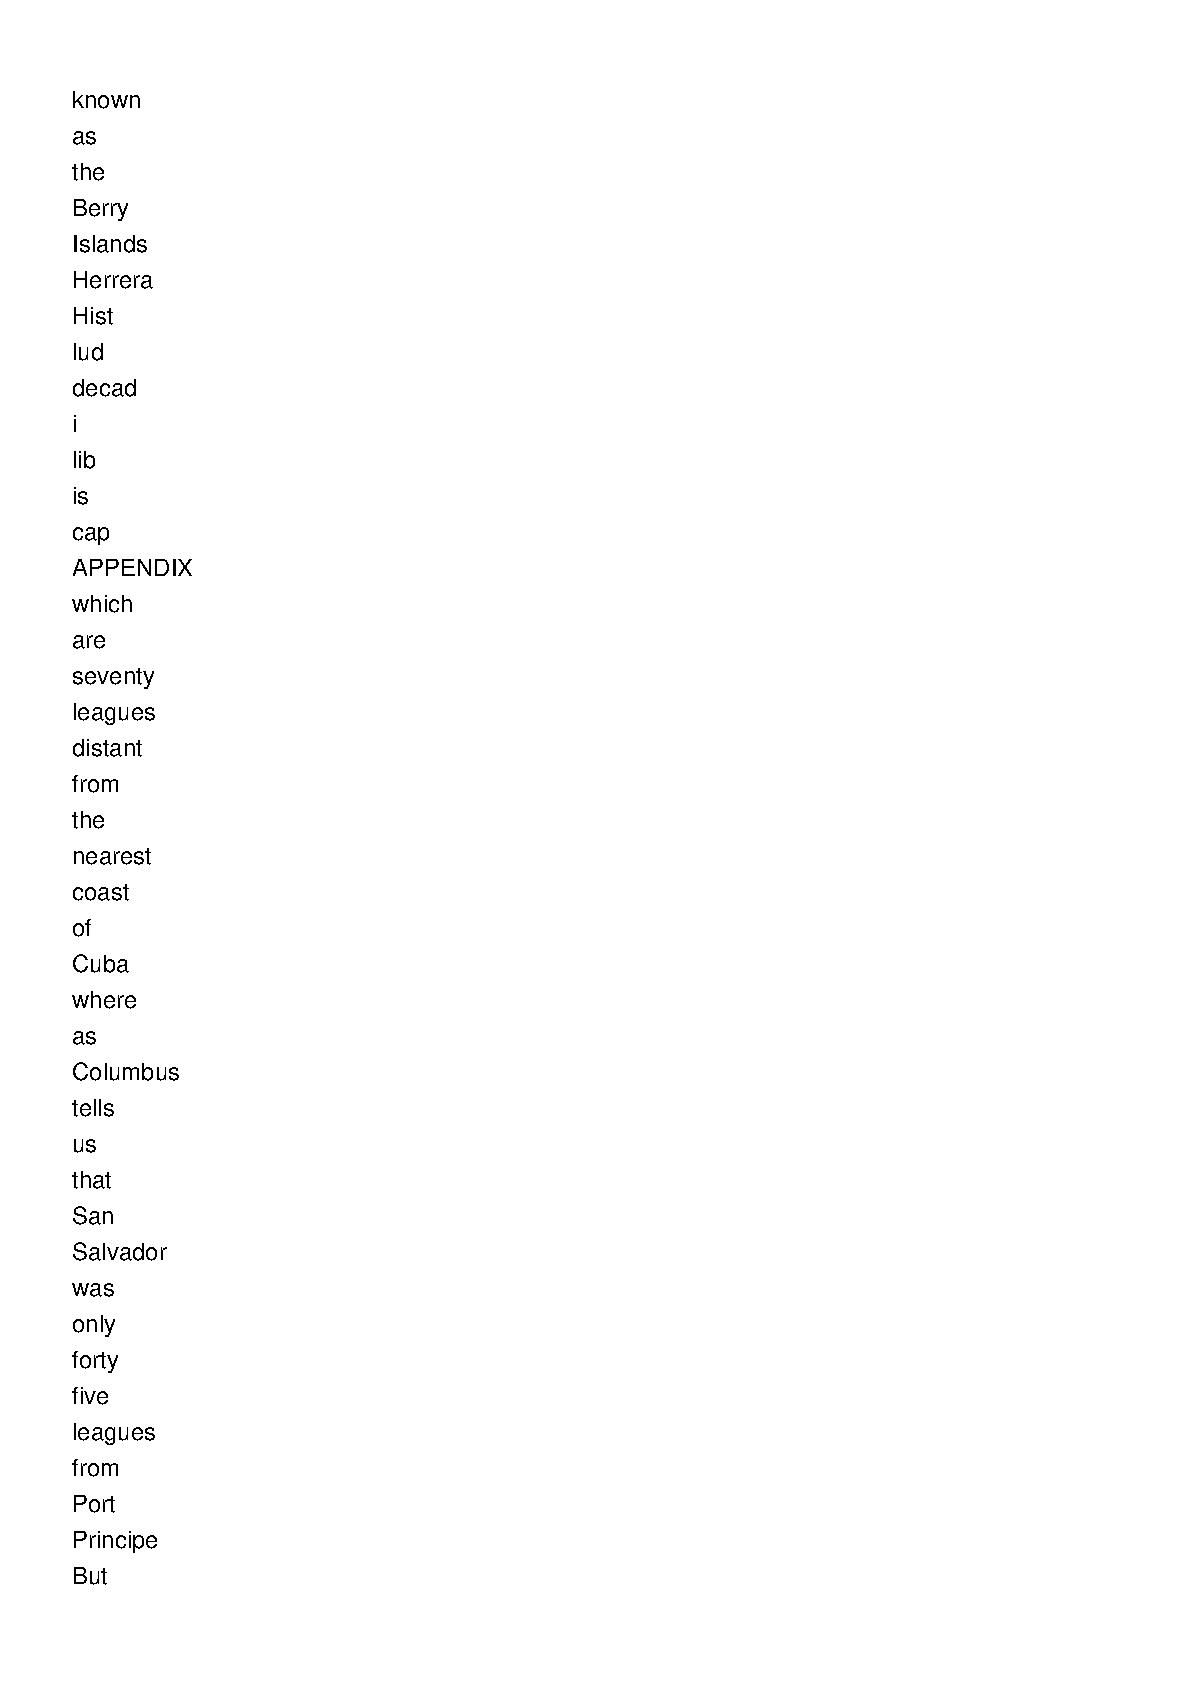 known
as
the
Berry
Islands
Herrera
Hist
lud
decad
i
lib
is
cap
APPENDIX
which
are
seventy
leagues
distant
from
the
nearest
coast
of
Cuba
where
as
Columbus
tells
us
that
San
Salvador
was
only
forty
five
leagues
from
Port
Principe
But